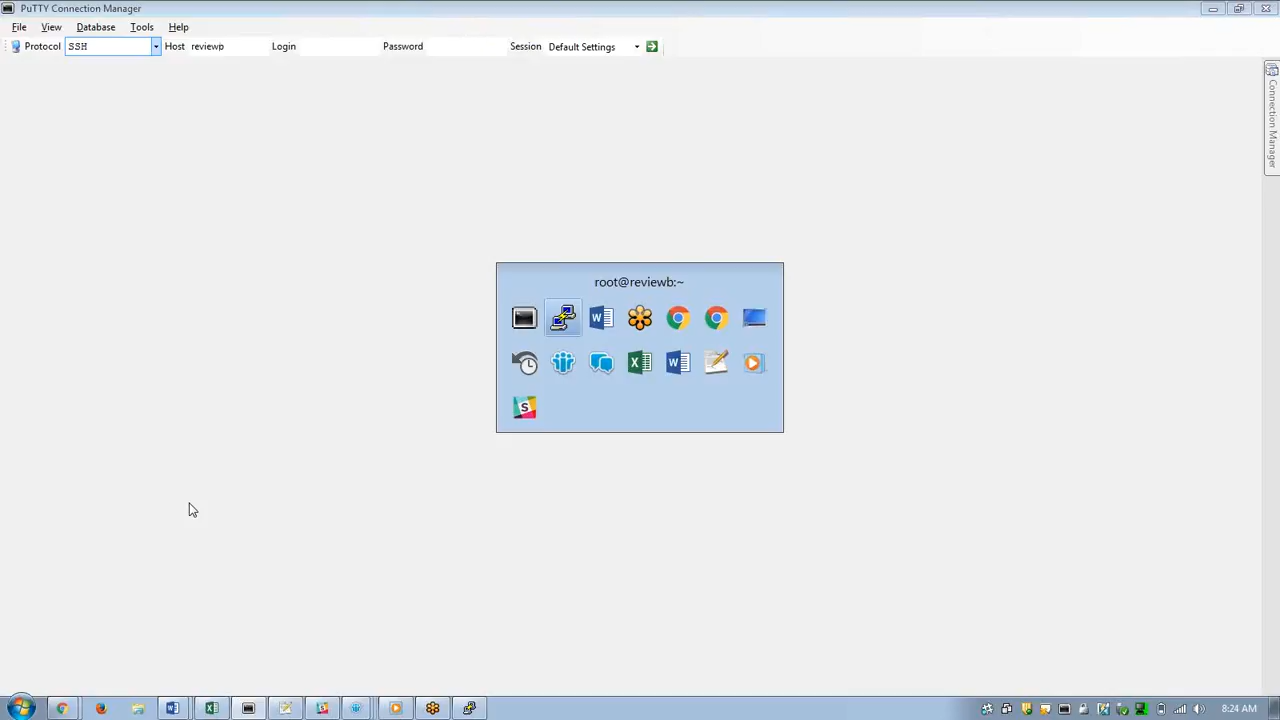 PuTTY Connection Manager
File View Database Tools Help
Protocol SSH Host reviewp Login Password Session Default Settings
Connection Manager
root@reviewb:~
8:24 AM